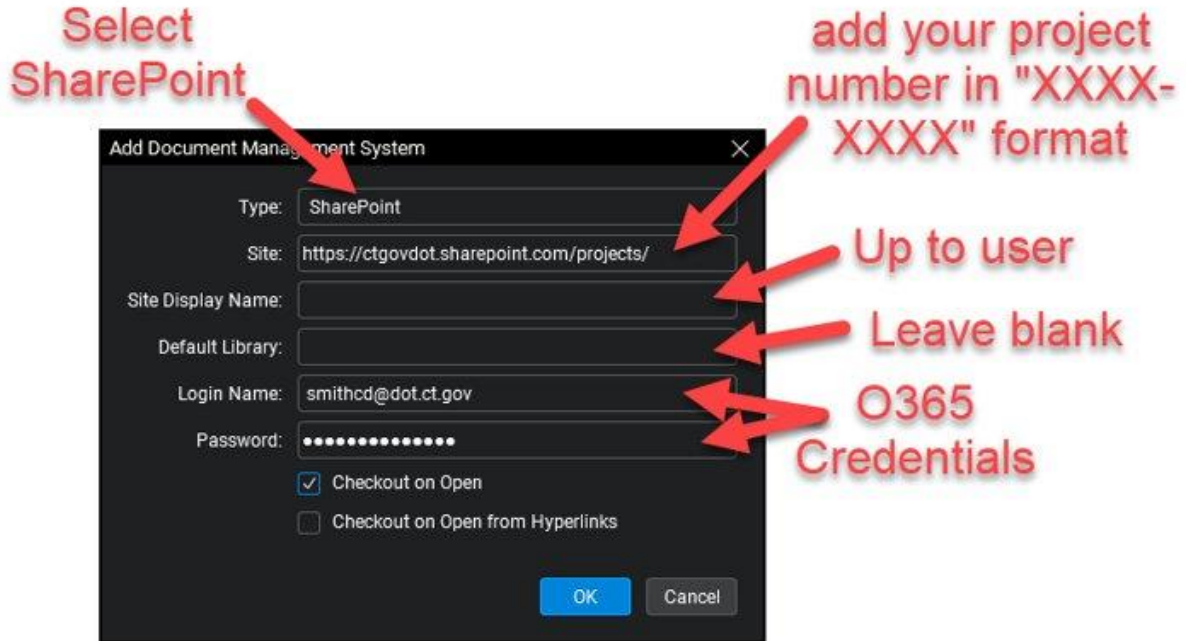 Select
SharePoint
add your project
number in "XXXX-
XXXX" format
Add Document Management System
Type: SharePoint
Site: https://ctgovdot.sharepoint.com/projects/
Up to user
Site Display Name:
Leave blank
Default Library:
Login Name: smithcd@dot.ct.gov
O365
Credentials
Password: ●●●●●●●●●●●●●●●
Checkout on Open
Checkout on Open from Hyperlinks
OK Cancel